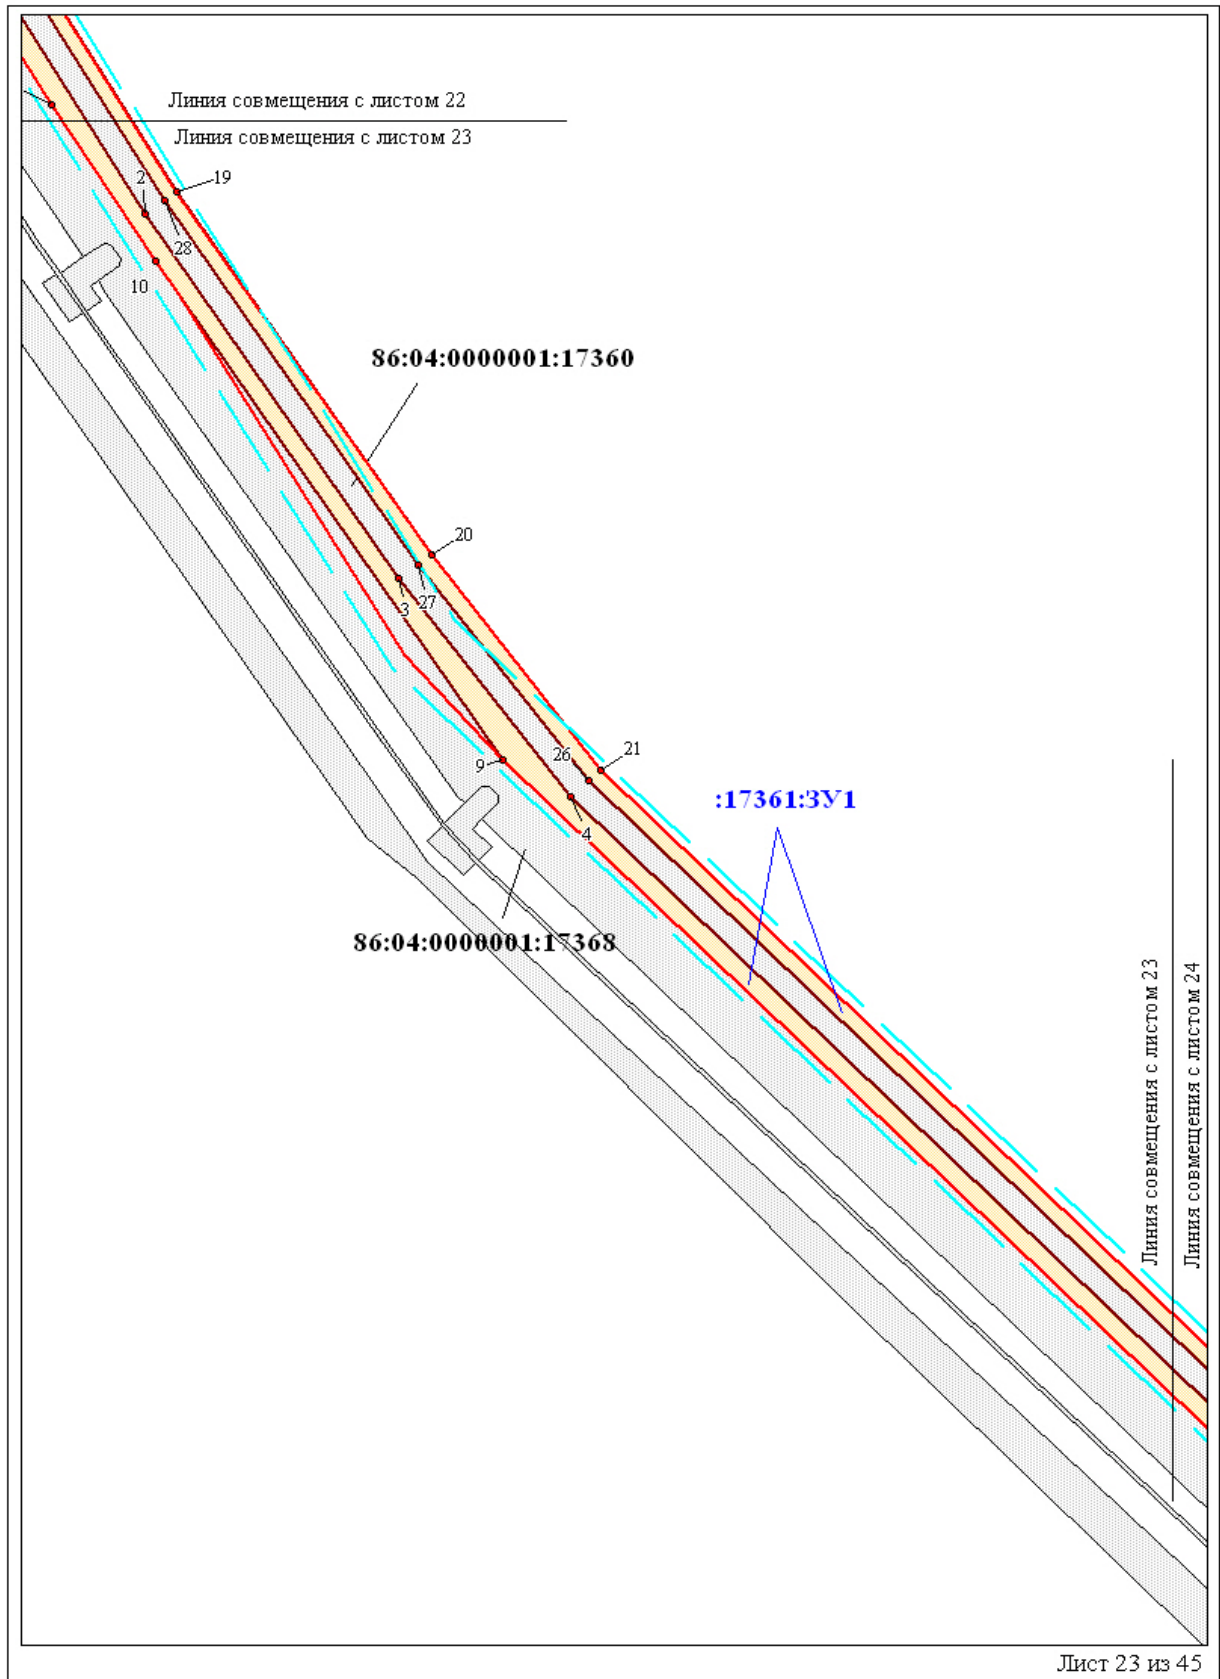 Линия совмещения с листом 22
Линия совмещения с листом 23
2
19
28
10
86:04:0000001:17360
20
27
3
26
21
9
:17361:ЗУ1
4
86:04:0000001:17368
Линия совмещения с листом 23
Линия совмещения с листом 24
Лист 23 из 45